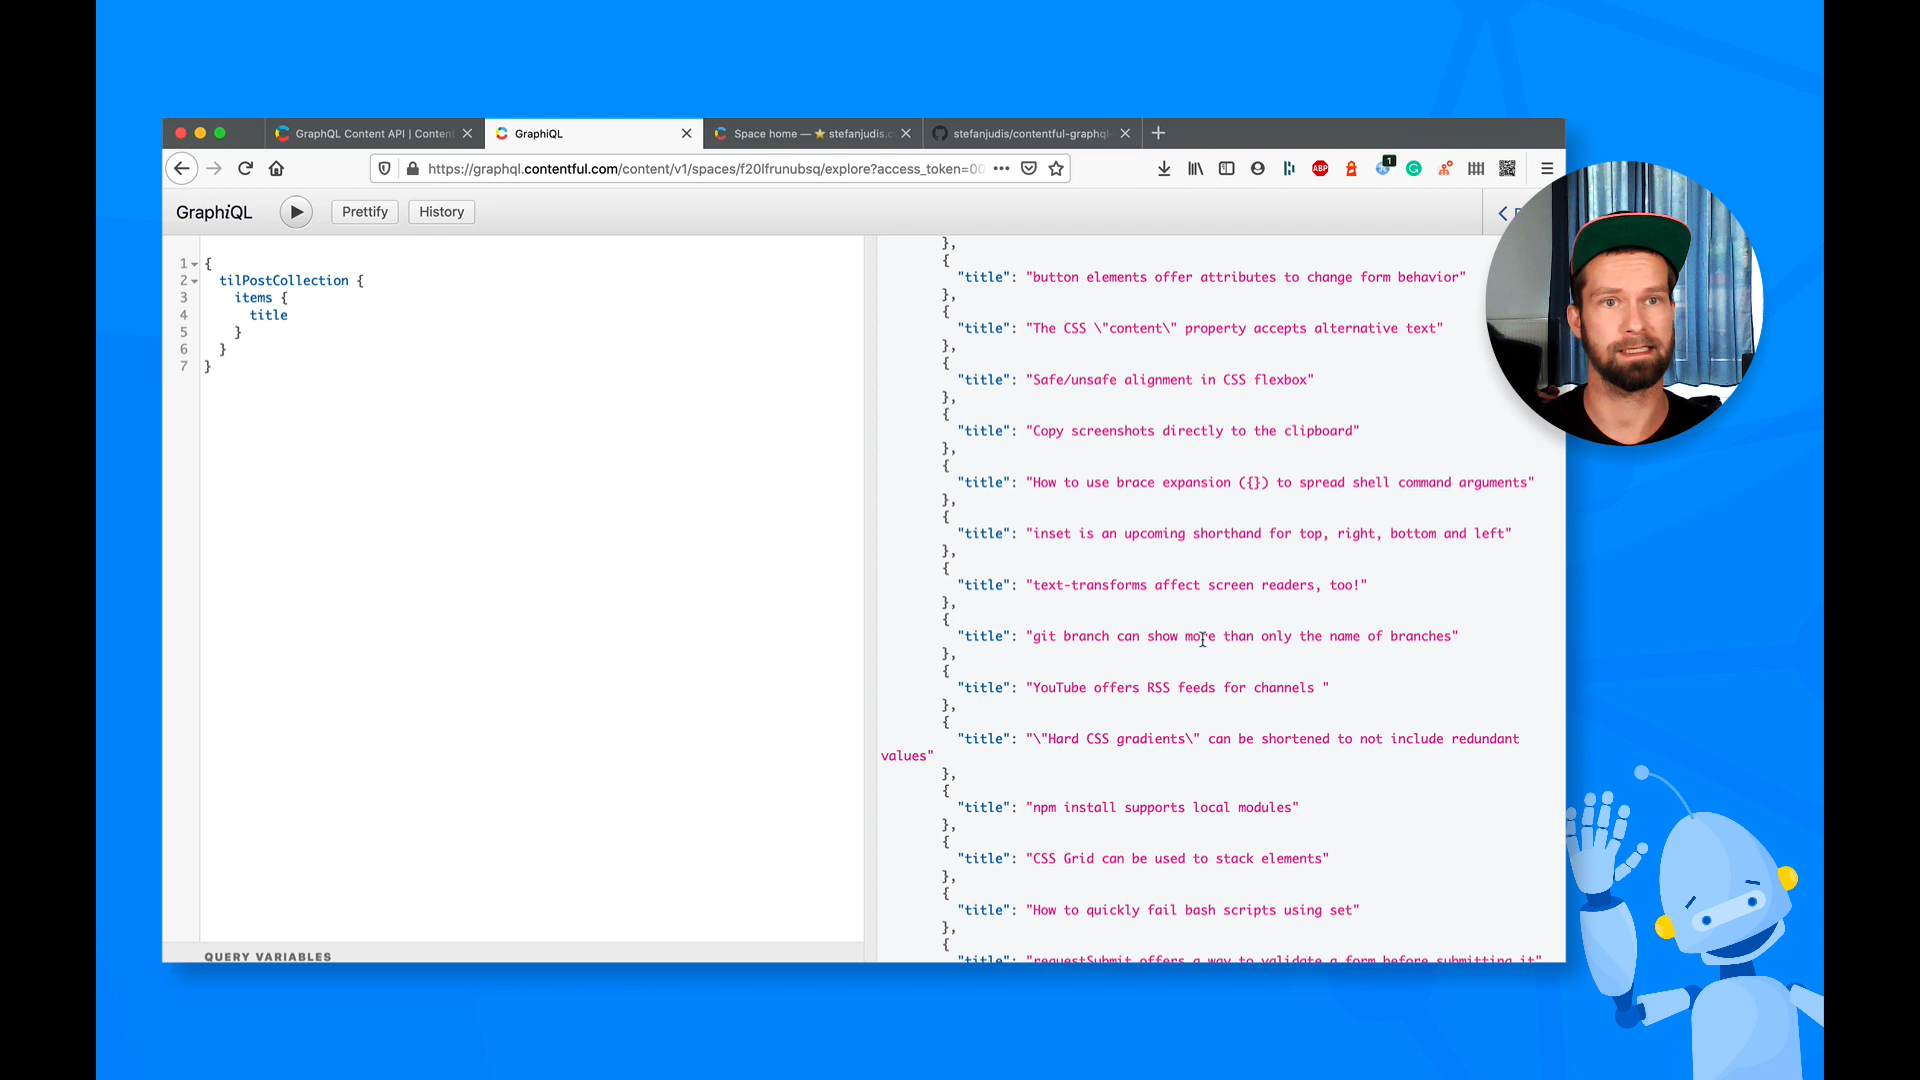 GraphQL Content API | Content
GraphiQL
Space home — ⭐ stefanjudis.c
stefanjudis/contentful-graphql-
https://graphql.contentful.com/content/v1/spaces/f20lfrunubsq/explore?access_token=00
1
GraphiQL
Prettify
History
1 {
2 tilPostCollection {
3 items {
4 title
5 }
6 }
7 }
},
{
"title": "button elements offer attributes to change form behavior"
},
{
"title": "The CSS \"content\" property accepts alternative text"
},
{
"title": "Safe/unsafe alignment in CSS flexbox"
},
{
"title": "Copy screenshots directly to the clipboard"
},
{
"title": "How to use brace expansion ({}) to spread shell command arguments"
},
{
"title": "inset is an upcoming shorthand for top, right, bottom and left"
},
{
"title": "text-transforms affect screen readers, too!"
},
{
"title": "git branch can show more than only the name of branches"
},
{
"title": "YouTube offers RSS feeds for channels "
},
{
"title": "\"Hard CSS gradients\" can be shortened to not include redundant
values"
},
{
"title": "npm install supports local modules"
},
{
"title": "CSS Grid can be used to stack elements"
},
{
"title": "How to quickly fail bash scripts using set"
},
{
"title": "requestSubmit offers a way to validate a form before submitting it"
QUERY VARIABLES